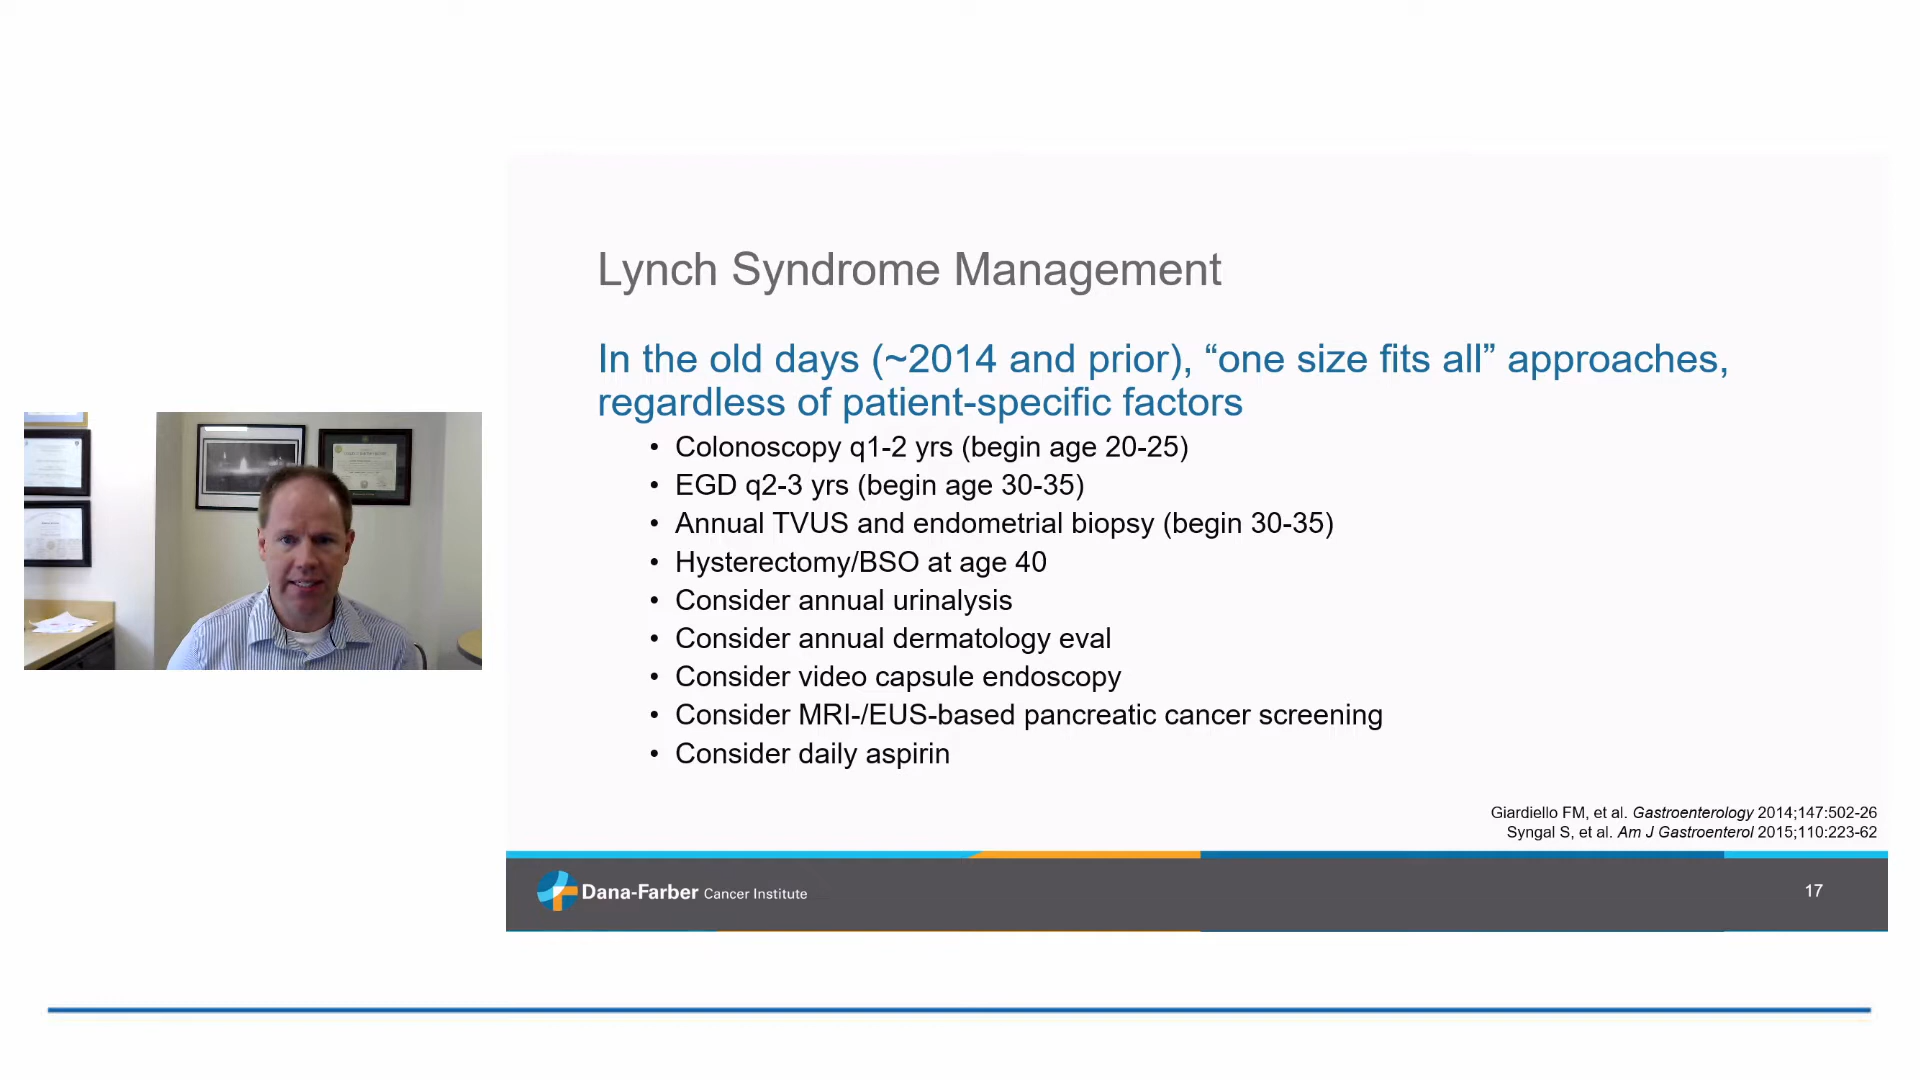 Lynch Syndrome Management
In the old days (~2014 and prior), “one size fits all” approaches,
regardless of patient-specific factors
• Colonoscopy q1-2 yrs (begin age 20-25)
• EGD q2-3 yrs (begin age 30-35)
• Annual TVUS and endometrial biopsy (begin 30-35)
• Hysterectomy/BSO at age 40
• Consider annual urinalysis
• Consider annual dermatology eval
• Consider video capsule endoscopy
• Consider MRI-/EUS-based pancreatic cancer screening
• Consider daily aspirin
Giardiello FM, et al. Gastroenterology 2014;147:502-26
Syngal S, et al. Am J Gastroenterol 2015;110:223-62
Dana-Farber Cancer Institute
17